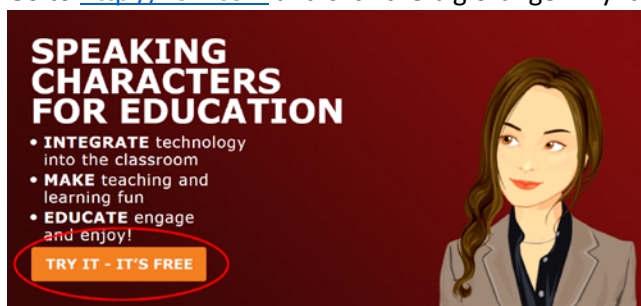 SPEAKING
CHARACTERS
FOR EDUCATION
• INTEGRATE technology
into the classroom
• MAKE teaching and
learning fun
• EDUCATE engage
and enjoy!
TRY IT - IT'S FREE